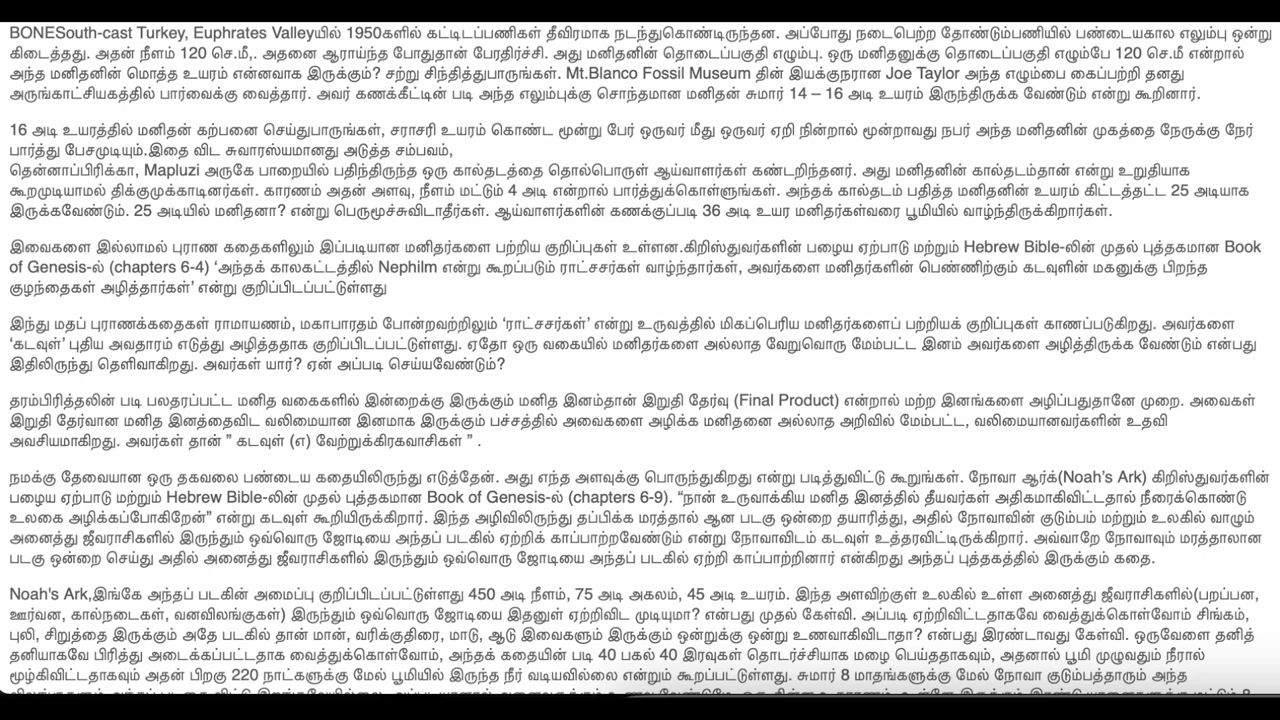 BONESouth-cast Turkey, Euphrates Valleyயில் 1950களில் கட்டிடப்பணிகள் தீவிரமாக நடந்துகொண்டிருந்தன. அப்போது நடைபெற்ற தோண்டும்பணியில் பண்டையகால எலும்பு ஒன்று
கிடைத்தது. அதன் நீளம் 120 செ.மீ,. அதனை ஆராய்ந்த போதுதான் பேரதிர்ச்சி. அது மனிதனின் தொடைப்பகுதி எழும்பு. ஒரு மனிதனுக்கு தொடைப்பகுதி எழும்பே 120 செ.மீ என்றால்
அந்த மனிதனின் மொத்த உயரம் என்னவாக இருக்கும்? சற்று சிந்தித்துபாருங்கள். Mt.Blanco Fossil Museum தின் இயக்குநரான Joe Taylor அந்த எழும்பை கைப்பற்றி தனது
அருங்காட்சியகத்தில் பார்வைக்கு வைத்தார். அவர் கணக்கீட்டின் படி அந்த எலும்புக்கு சொந்தமான மனிதன் சுமார் 14 – 16 அடி உயரம் இருந்திருக்க வேண்டும் என்று கூறினார்.
16 அடி உயரத்தில் மனிதன் கற்பனை செய்துபாருங்கள், சராசரி உயரம் கொண்ட மூன்று பேர் ஒருவர் மீது ஒருவர் ஏறி நின்றால் மூன்றாவது நபர் அந்த மனிதனின் முகத்தை நேருக்கு நேர்
பார்த்து பேசமுடியும்.இதை விட சுவாரஸ்யமானது அடுத்த சம்பவம்,
தென்னாப்பிரிக்கா, Mapluzi அருகே பாறையில் பதிந்திருந்த ஒரு கால்தடத்தை தொல்பொருள் ஆய்வாளர்கள் கண்டறிந்தனர். அது மனிதனின் கால்தடம்தான் என்று உறுதியாக
கூறமுடியாமல் திக்குமுக்காடினர்கள். காரணம் அதன் அளவு, நீளம் மட்டும் 4 அடி என்றால் பார்த்துக்கொள்ளுங்கள். அந்தக் கால்தடம் பதித்த மனிதனின் உயரம் கிட்டத்தட்ட 25 அடியாக
இருக்கவேண்டும். 25 அடியில் மனிதனா? என்று பெருமூச்சுவிடாதீர்கள். ஆய்வாளர்களின் கணக்குப்படி 36 அடி உயர மனிதர்கள்வரை பூமியில் வாழ்ந்திருக்கிறார்கள்.
இவைகளை இல்லாமல் புராண கதைகளிலும் இப்படியான மனிதர்களை பற்றிய குறிப்புகள் உள்ளன.கிறிஸ்துவர்களின் பழைய ஏற்பாடு மற்றும் Hebrew Bible-லின் முதல் புத்தகமான Book
of Genesis-ல் (chapters 6-4) ‘அந்தக் காலகட்டத்தில் Nephilm என்று கூறப்படும் ராட்சசர்கள் வாழ்ந்தார்கள், அவர்களை மனிதர்களின் பெண்ணிற்கும் கடவுளின் மகனுக்கு பிறந்த
குழந்தைகள் அழித்தார்கள்’ என்று குறிப்பிடப்பட்டுள்ளது
இந்து மதப் புராணக்கதைகள் ராமாயணம், மகாபாரதம் போன்றவற்றிலும் ‘ராட்சசர்கள்’ என்று உருவத்தில் மிகப்பெரிய மனிதர்களைப் பற்றியக் குறிப்புகள் காணப்படுகிறது. அவர்களை
‘கடவுள்’ புதிய அவதாரம் எடுத்து அழித்ததாக குறிப்பிடப்பட்டுள்ளது. ஏதோ ஒரு வகையில் மனிதர்களை அல்லாத வேறுவொரு மேம்பட்ட இனம் அவர்களை அழித்திருக்க வேண்டும் என்பது
இதிலிருந்து தெளிவாகிறது. அவர்கள் யார்? ஏன் அப்படி செய்யவேண்டும்?
தரம்பிரித்தலின் படி பலதரப்பட்ட மனித வகைகளில் இன்றைக்கு இருக்கும் மனித இனம்தான் இறுதி தேர்வு (Final Product) என்றால் மற்ற இனங்களை அழிப்பதுதானே முறை. அவைகள்
இறுதி தேர்வான மனித இனத்தைவிட வலிமையான இனமாக இருக்கும் பச்சத்தில் அவைகளை அழிக்க மனிதனை அல்லாத அறிவில் மேம்பட்ட, வலிமையானவர்களின் உதவி
அவசியமாகிறது. அவர்கள் தான் ” கடவுள் (எ) வேற்றுக்கிரகவாசிகள் ” .
நமக்கு தேவையான ஒரு தகவலை பண்டைய கதையிலிருந்து எடுத்தேன். அது எந்த அளவுக்கு பொருந்துகிறது என்று படித்துவிட்டு கூறுங்கள். நோவா ஆர்க்(Noah’s Ark) கிறிஸ்துவர்களின்
பழைய ஏற்பாடு மற்றும் Hebrew Bible-லின் முதல் புத்தகமான Book of Genesis-ல் (chapters 6-9). “நான் உருவாக்கிய மனித இனத்தில் தீயவர்கள் அதிகமாகிவிட்டதால் நீரைக்கொண்டு
உலகை அழிக்கப்போகிறேன்” என்று கடவுள் கூறியிருக்கிறார். இந்த அழிவிலிருந்து தப்பிக்க மரத்தால் ஆன படகு ஒன்றை தயாரித்து, அதில் நோவாவின் குடும்பம் மற்றும் உலகில் வாழும்
அனைத்து ஜீவராசிகளில் இருந்தும் ஒவ்வொரு ஜோடியை அந்தப் படகில் ஏற்றிக் காப்பாற்றவேண்டும் என்று நோவாவிடம் கடவுள் உத்தரவிட்டிருக்கிறார். அவ்வாறே நோவாவும் மரத்தாலான
படகு ஒன்றை செய்து அதில் அனைத்து ஜீவராசிகளில் இருந்தும் ஒவ்வொரு ஜோடியை அந்தப் படகில் ஏற்றி காப்பாற்றினார் என்கிறது அந்தப் புத்தகத்தில் இருக்கும் கதை.
Noah's Ark,இங்கே அந்தப் படகின் அமைப்பு குறிப்பிடப்பட்டுள்ளது 450 அடி நீளம், 75 அடி அகலம், 45 அடி உயரம். இந்த அளவிற்குள் உலகில் உள்ள அனைத்து ஜீவராசிகளில்(பறப்பன,
ஊர்வன, கால்நடைகள், வனவிலங்குகள்) இருந்தும் ஒவ்வொரு ஜோடியை இதனுள் ஏற்றிவிட முடியுமா? என்பது முதல் கேள்வி. அப்படி ஏற்றிவிட்டதாகவே வைத்துக்கொள்வோம் சிங்கம்,
புலி, சிறுத்தை இருக்கும் அதே படகில் தான் மான், வரிக்குதிரை, மாடு, ஆடு இவைகளும் இருக்கும் ஒன்றுக்கு ஒன்று உணவாகிவிடாதா? என்பது இரண்டாவது கேள்வி. ஒருவேளை தனித்
தனியாகவே பிரித்து அடைக்கப்பட்டதாக வைத்துக்கொள்வோம், அந்தக் கதையின் படி 40 பகல் 40 இரவுகள் தொடர்ச்சியாக மழை பெய்ததாகவும், அதனால் பூமி முழுவதும் நீரால்
மூழ்கிவிட்டதாகவும் அதன் பிறகு 220 நாட்களுக்கு மேல் பூமியில் இருந்த நீர் வடியவில்லை என்றும் கூறப்பட்டுள்ளது. சுமார் 8 மாதங்களுக்கு மேல் நோவா குடும்பத்தாரும் அந்த